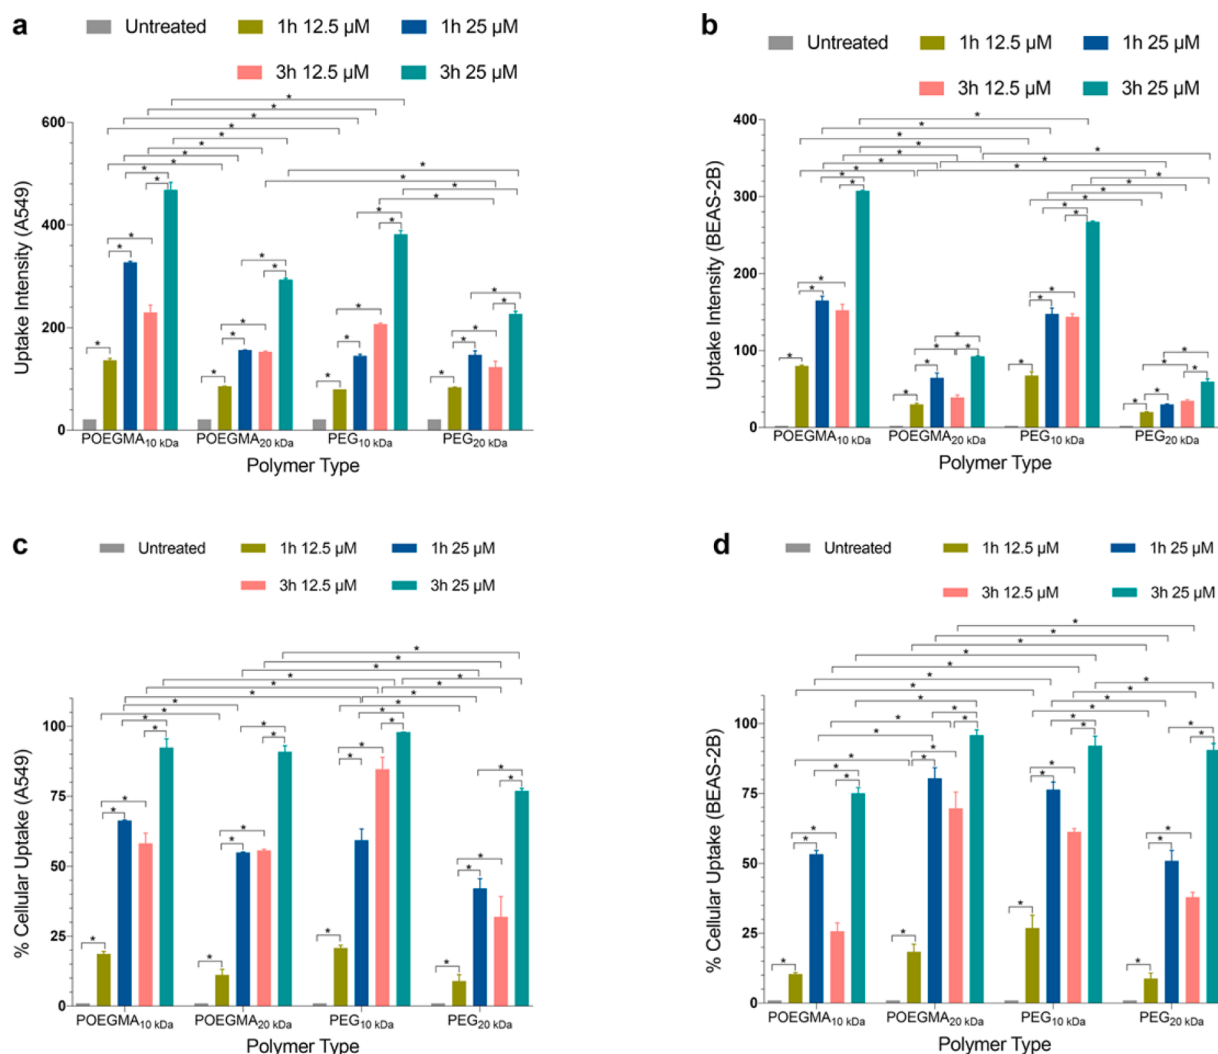 a
Untreated 1h 12.5 µM 1h 25 µM
3h 12.5 µM 3h 25 µM
Uptake Intensity (A549)
600
400
200
0
* * * * * * * * * * * * * * * * * * * * * * * * * * * * * *
POEGMA10 kDa POEGMA20 kDa PEG10 kDa PEG20 kDa
Polymer Type
b
Untreated 1h 12.5 µM 1h 25 µM
3h 12.5 µM 3h 25 µM
Uptake Intensity (BEAS-2B)
400
300
200
100
0
POEGMA10 kDa POEGMA20 kDa PEG10 kDa PEG20 kDa
Polymer Type
c
Untreated 1h 12.5 µM 1h 25 µM
3h 12.5 µM 3h 25 µM
% Cellular Uptake (A549)
100
75
50
25
0
POEGMA10 kDa POEGMA20 kDa PEG10 kDa PEG20 kDa
Polymer Type
d
Untreated 1h 12.5 µM 1h 25 µM
3h 12.5 µM 3h 25 µM
% Cellular Uptake (BEAS-2B)
100
75
50
25
0
POEGMA10 kDa POEGMA20 kDa PEG10 kDa PEG20 kDa
Polymer Type